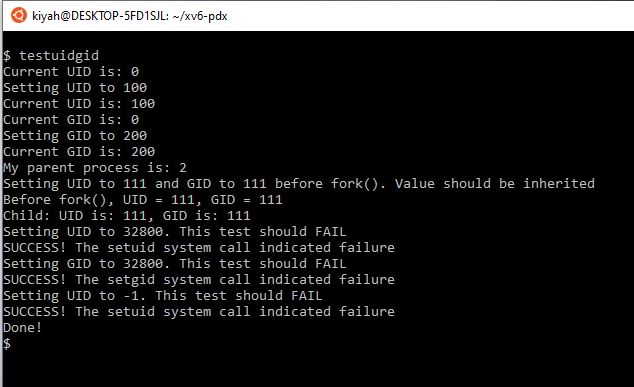 kiyah@DESKTOP-5FD1SJL: ~/xv6-pdx
$ testuidgid
Current UID is: 0
Setting UID to 100
Current UID is: 100
Current GID is: 0
Setting GID to 200
Current GID is: 200
My parent process is: 2
Setting UID to 111 and GID to 111 before fork(). Value should be inherited
Before fork(), UID = 111, GID = 111
Child: UID is: 111, GID is: 111
Setting UID to 32800. This test should FAIL
SUCCESS! The setuid system call indicated failure
Setting GID to 32800. This test should FAIL
SUCCESS! The setgid system call indicated failure
Setting UID to -1. This test should FAIL
SUCCESS! The setuid system call indicated failure
Done!
$